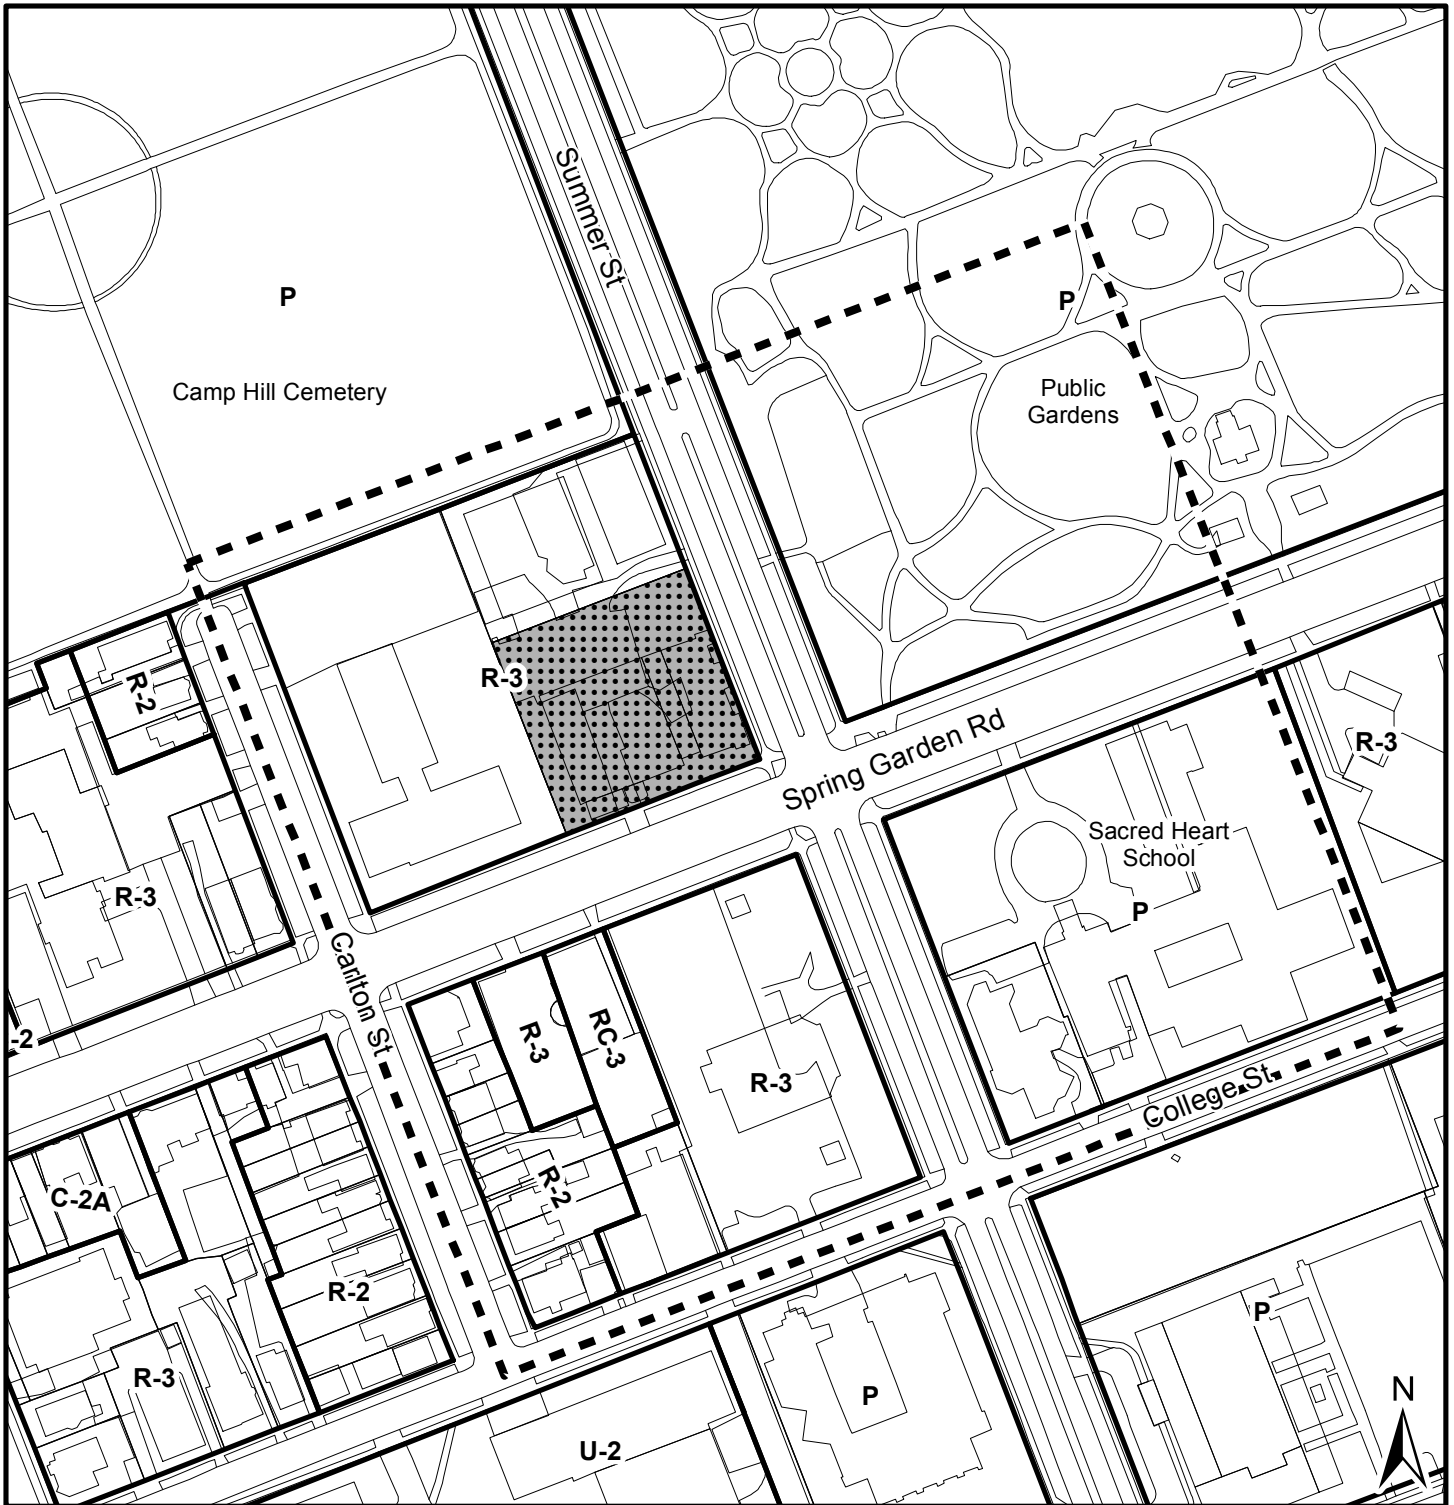 Summer St
P
P
Camp Hill Cemetery
Public
Gardens
R-3
R-2
Spring Garden Rd
R-3
Sacred Heart
School
P
R-3
Carlton St
R-3
RC-3
-2
R-3
College St
C-2A
R-2
R-2
P
R-3
P
U-2
N